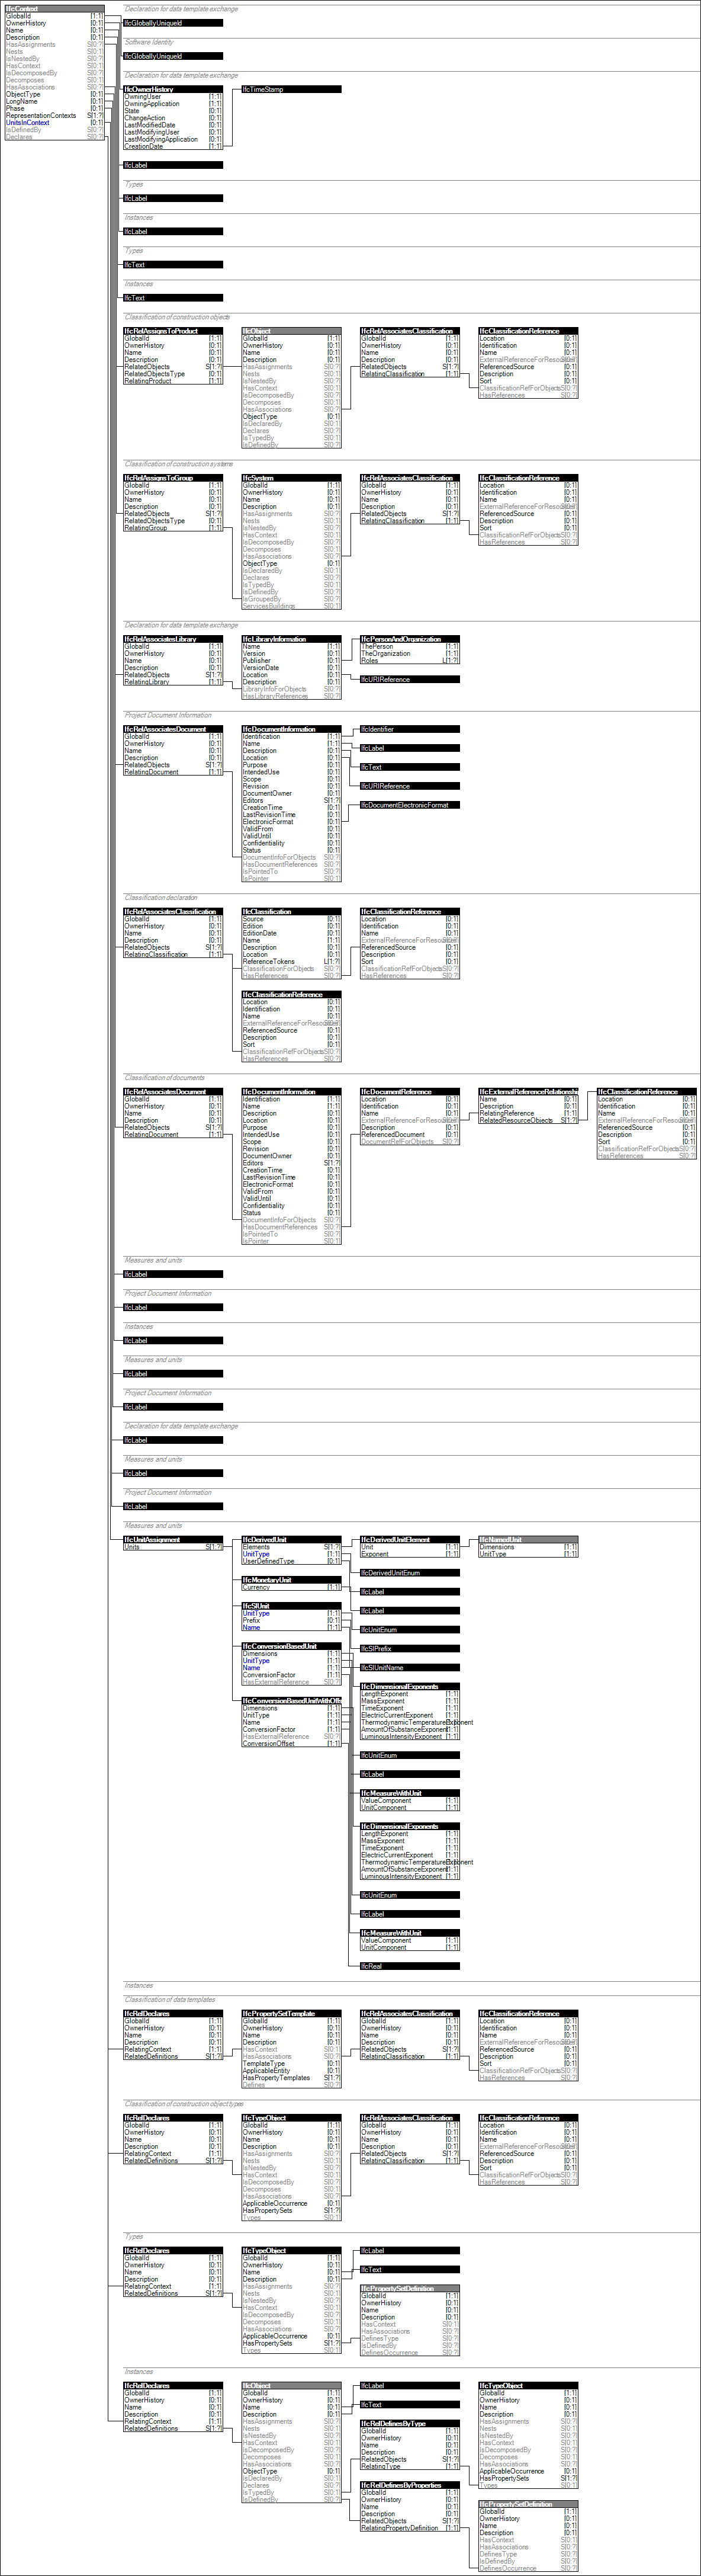 IfcContext
GlobalId [1:1]
OwnerHistory [0:1]
Name [0:1]
Description [0:1]
HasAssignments S[0:?]
Nests S[0:1]
IsNestedBy S[0:?]
HasContext S[0:1]
IsDecomposedBy S[0:?]
Decomposes S[0:1]
HasAssociations S[0:?]
ObjectType [0:1]
LongName [0:1]
Phase [0:1]
RepresentationContexts S[1:?]
UnitsInContext [0:1]
IsDefinedBy S[0:?]
Declares S[0:?]
Declaration for data template exchange
IfcGloballyUniqueId
Software Identity
IfcGloballyUniqueId
Declaration for data template exchange
IfcOwnerHistory
OwningUser [1:1]
OwningApplication [1:1]
State [0:1]
ChangeAction [0:1]
LastModifiedDate [0:1]
LastModifyingUser [0:1]
LastModifyingApplication [0:1]
CreationDate [1:1]
IfcTimeStamp
IfcLabel
Types
IfcLabel
Instances
IfcLabel
Types
IfcText
Instances
IfcText
Classification of construction objects
IfcRelAssignsToProduct
GlobalId [1:1]
OwnerHistory [0:1]
Name [0:1]
Description [0:1]
RelatedObjects S[1:?]
RelatedObjectsType [0:1]
RelatingProduct [1:1]
IfcObject
GlobalId [1:1]
OwnerHistory [0:1]
Name [0:1]
Description [0:1]
HasAssignments S[0:?]
Nests S[0:1]
IsNestedBy S[0:?]
HasContext S[0:1]
IsDecomposedBy S[0:?]
Decomposes S[0:1]
HasAssociations S[0:?]
ObjectType [0:1]
IsDeclaredBy S[0:1]
Declares S[0:?]
IsTypedBy S[0:1]
IsDefinedBy S[0:?]
IfcRelAssociatesClassification
GlobalId [1:1]
OwnerHistory [0:1]
Name [0:1]
Description [0:1]
RelatedObjects S[1:?]
RelatingClassification [1:1]
IfcClassificationReference
Location [0:1]
Identification [0:1]
Name [0:1]
ReferencedSource [0:1]
Description [0:1]
Sort [0:1]
ClassificationRefForObjects S[0:?]
HasReferences S[0:?]
Classification of construction systems
IfcRelAssignsToGroup
GlobalId [1:1]
OwnerHistory [0:1]
Name [0:1]
Description [0:1]
RelatedObjects S[1:?]
RelatedObjectsType [0:1]
RelatingGroup [1:1]
IfcSystem
GlobalId [1:1]
OwnerHistory [0:1]
Name [0:1]
Description [0:1]
HasAssignments S[0:?]
Nests S[0:1]
IsNestedBy S[0:?]
HasContext S[0:1]
IsDecomposedBy S[0:?]
Decomposes S[0:1]
HasAssociations S[0:?]
ObjectType [0:1]
IsDeclaredBy S[0:1]
Declares S[0:?]
IsTypedBy S[0:1]
IsDefinedBy S[0:?]
IsGroupedBy S[0:?]
ServicesBuildings S[0:1]
IfcRelAssociatesClassification
GlobalId [1:1]
OwnerHistory [0:1]
Name [0:1]
Description [0:1]
RelatedObjects S[1:?]
RelatingClassification [1:1]
IfcClassificationReference
Location [0:1]
Identification [0:1]
Name [0:1]
ReferencedSource [0:1]
Description [0:1]
Sort [0:1]
ClassificationRefForObjects S[0:?]
HasReferences S[0:?]
Declaration for data template exchange
IfcRelAssociatesLibrary
GlobalId [1:1]
OwnerHistory [0:1]
Name [0:1]
Description [0:1]
RelatedObjects S[1:?]
RelatingLibrary [1:1]
IfcLibraryInformation
Name [1:1]
Version [0:1]
Publisher [0:1]
VersionDate [0:1]
Location [0:1]
Description [0:1]
LibraryInfoForObjects S[0:?]
HasLibraryReferences S[0:?]
IfcPersonAndOrganization
ThePerson [1:1]
TheOrganization [1:1]
Roles L[1:?]
IfcURIReference
Project Document Information
IfcRelAssociatesDocument
GlobalId [1:1]
OwnerHistory [0:1]
Name [0:1]
Description [0:1]
RelatedObjects S[1:?]
RelatingDocument [1:1]
IfcDocumentInformation
Identification [1:1]
Name [1:1]
Description [0:1]
Location [0:1]
Purpose [0:1]
IntendedUse [0:1]
Scope [0:1]
Revision [0:1]
DocumentOwner [0:1]
Editors S[1:?]
CreationTime [0:1]
LastRevisionTime [0:1]
ElectronicFormat [0:1]
ValidFrom [0:1]
ValidUntil [0:1]
Confidentiality [0:1]
Status [0:1]
DocumentInfoForObjects S[0:?]
HasDocumentReferences S[0:?]
IsPointedTo S[0:?]
IsPointer S[0:1]
IfcIdentifier
IfcLabel
IfcText
IfcURIReference
IfcDocumentElectronicFormat
Classification declaration
IfcRelAssociatesClassification
GlobalId [1:1]
OwnerHistory [0:1]
Name [0:1]
Description [0:1]
RelatedObjects S[1:?]
RelatingClassification [1:1]
IfcClassification
Source [0:1]
Edition [0:1]
EditionDate [0:1]
Name [1:1]
Description [0:1]
Location [0:1]
ReferenceTokens L[1:?]
ClassificationForObjects S[0:?]
HasReferences S[0:?]
IfcClassificationReference
Location [0:1]
Identification [0:1]
Name [0:1]
ReferencedSource [0:1]
Description [0:1]
Sort [0:1]
ClassificationRefForObjects S[0:?]
HasReferences S[0:?]
IfcClassificationReference
Location [0:1]
Identification [0:1]
Name [0:1]
ReferencedSource [0:1]
Description [0:1]
Sort [0:1]
ClassificationRefForObjects S[0:?]
HasReferences S[0:?]
Classification of documents
IfcRelAssociatesDocument
GlobalId [1:1]
OwnerHistory [0:1]
Name [0:1]
Description [0:1]
RelatedObjects S[1:?]
RelatingDocument [1:1]
IfcDocumentInformation
Identification [1:1]
Name [1:1]
Description [0:1]
Location [0:1]
Purpose [0:1]
IntendedUse [0:1]
Scope [0:1]
Revision [0:1]
DocumentOwner [0:1]
Editors S[1:?]
CreationTime [0:1]
LastRevisionTime [0:1]
ElectronicFormat [0:1]
ValidFrom [0:1]
ValidUntil [0:1]
Confidentiality [0:1]
Status [0:1]
DocumentInfoForObjects S[0:?]
HasDocumentReferences S[0:?]
IsPointedTo S[0:?]
IsPointer S[0:1]
IfcDocumentReference
Location [0:1]
Identification [0:1]
Name [0:1]
Description [0:1]
ReferencedDocument [0:1]
DocumentRefForObjects S[0:?]
IfcExternalReferenceRelationship
Name [0:1]
Description [0:1]
RelatingReference [1:1]
RelatedResourceObjects S[1:?]
IfcClassificationReference
Location [0:1]
Identification [0:1]
Name [0:1]
ReferencedSource [0:1]
Description [0:1]
Sort [0:1]
ClassificationRefForObjects S[0:?]
HasReferences S[0:?]
Measures and units
IfcLabel
Project Document Information
IfcLabel
Instances
IfcLabel
Measures and units
IfcLabel
Project Document Information
IfcLabel
Declaration for data template exchange
IfcLabel
Measures and units
IfcLabel
Project Document Information
IfcLabel
Measures and units
IfcUnitAssignment
Units S[1:?]
IfcDerivedUnit
Elements S[1:?]
UnitType [1:1]
UserDefinedType [0:1]
IfcMonetaryUnit
Currency [1:1]
IfcSIUnit
UnitType [1:1]
Prefix [0:1]
Name [1:1]
IfcConversionBasedUnit
Dimensions [1:1]
UnitType [1:1]
Name [1:1]
ConversionFactor [1:1]
HasExternalReference S[0:?]
IfcConversionBasedUnitWithOffset
Dimensions [1:1]
UnitType [1:1]
Name [1:1]
ConversionFactor [1:1]
HasExternalReference S[0:?]
ConversionOffset [1:1]
IfcDerivedUnitElement
Unit [1:1]
Exponent [1:1]
IfcNamedUnit
Dimensions [1:1]
UnitType [1:1]
IfcDerivedUnitEnum
IfcLabel
IfcLabel
IfcUnitEnum
IfcSIPrefix
IfcSIUnitName
IfcDimensionalExponents
LengthExponent [1:1]
MassExponent [1:1]
TimeExponent [1:1]
ElectricCurrentExponent [1:1]
ThermodynamicTemperatureExponent [1:1]
AmountOfSubstanceExponent [1:1]
LuminousIntensityExponent [1:1]
IfcUnitEnum
IfcLabel
IfcMeasureWithUnit
ValueComponent [1:1]
UnitComponent [1:1]
IfcDimensionalExponents
LengthExponent [1:1]
MassExponent [1:1]
TimeExponent [1:1]
ElectricCurrentExponent [1:1]
ThermodynamicTemperatureExponent [1:1]
AmountOfSubstanceExponent [1:1]
LuminousIntensityExponent [1:1]
IfcUnitEnum
IfcLabel
IfcMeasureWithUnit
ValueComponent [1:1]
UnitComponent [1:1]
IfcReal
Instances
Classification of data templates
IfcRelDeclares
GlobalId [1:1]
OwnerHistory [0:1]
Name [0:1]
Description [0:1]
RelatingContext [1:1]
RelatedDefinitions S[1:?]
IfcPropertySetTemplate
GlobalId [1:1]
OwnerHistory [0:1]
Name [0:1]
Description [0:1]
HasContext S[0:1]
HasAssociations S[0:?]
TemplateType [0:1]
ApplicableEntity [0:1]
HasPropertyTemplates S[1:?]
Defines S[0:?]
IfcRelAssociatesClassification
GlobalId [1:1]
OwnerHistory [0:1]
Name [0:1]
Description [0:1]
RelatedObjects S[1:?]
RelatingClassification [1:1]
IfcClassificationReference
Location [0:1]
Identification [0:1]
Name [0:1]
ReferencedSource [0:1]
Description [0:1]
Sort [0:1]
ClassificationRefForObjects S[0:?]
HasReferences S[0:?]
Classification of construction object types
IfcRelDeclares
GlobalId [1:1]
OwnerHistory [0:1]
Name [0:1]
Description [0:1]
RelatingContext [1:1]
RelatedDefinitions S[1:?]
IfcTypeObject
GlobalId [1:1]
OwnerHistory [0:1]
Name [0:1]
Description [0:1]
HasAssignments S[0:?]
Nests S[0:1]
IsNestedBy S[0:?]
HasContext S[0:1]
IsDecomposedBy S[0:?]
Decomposes S[0:1]
HasAssociations S[0:?]
ApplicableOccurrence [0:1]
HasPropertySets S[1:?]
Types S[0:1]
IfcRelAssociatesClassification
GlobalId [1:1]
OwnerHistory [0:1]
Name [0:1]
Description [0:1]
RelatedObjects S[1:?]
RelatingClassification [1:1]
IfcClassificationReference
Location [0:1]
Identification [0:1]
Name [0:1]
ReferencedSource [0:1]
Description [0:1]
Sort [0:1]
ClassificationRefForObjects S[0:?]
HasReferences S[0:?]
Types
IfcRelDeclares
GlobalId [1:1]
OwnerHistory [0:1]
Name [0:1]
Description [0:1]
RelatingContext [1:1]
RelatedDefinitions S[1:?]
IfcTypeObject
GlobalId [1:1]
OwnerHistory [0:1]
Name [0:1]
Description [0:1]
HasAssignments S[0:?]
Nests S[0:1]
IsNestedBy S[0:?]
HasContext S[0:1]
IsDecomposedBy S[0:?]
Decomposes S[0:1]
HasAssociations S[0:?]
ApplicableOccurrence [0:1]
HasPropertySets S[1:?]
Types S[0:1]
IfcLabel
IfcText
IfcPropertySetDefinition
GlobalId [1:1]
OwnerHistory [0:1]
Name [0:1]
Description [0:1]
HasContext S[0:1]
HasAssociations S[0:?]
DefinesType S[0:?]
IsDefinedBy S[0:?]
DefinesOccurrence S[0:?]
Instances
IfcRelDeclares
GlobalId [1:1]
OwnerHistory [0:1]
Name [0:1]
Description [0:1]
RelatingContext [1:1]
RelatedDefinitions S[1:?]
IfcObject
GlobalId [1:1]
OwnerHistory [0:1]
Name [0:1]
Description [0:1]
HasAssignments S[0:?]
Nests S[0:1]
IsNestedBy S[0:?]
HasContext S[0:1]
IsDecomposedBy S[0:?]
Decomposes S[0:1]
HasAssociations S[0:?]
ObjectType [0:1]
IsDeclaredBy S[0:1]
Declares S[0:?]
IsTypedBy S[0:1]
IsDefinedBy S[0:?]
IfcLabel
IfcText
IfcRelDefinesByType
GlobalId [1:1]
OwnerHistory [0:1]
Name [0:1]
Description [0:1]
RelatedObjects S[1:?]
RelatingType [1:1]
IfcTypeObject
GlobalId [1:1]
OwnerHistory [0:1]
Name [0:1]
Description [0:1]
HasAssignments S[0:?]
Nests S[0:1]
IsNestedBy S[0:?]
HasContext S[0:1]
IsDecomposedBy S[0:?]
Decomposes S[0:1]
HasAssociations S[0:?]
ApplicableOccurrence [0:1]
HasPropertySets S[1:?]
Types S[0:1]
IfcRelDefinesByProperties
GlobalId [1:1]
OwnerHistory [0:1]
Name [0:1]
Description [0:1]
RelatedObjects S[1:?]
RelatingPropertyDefinition [1:1]
IfcPropertySetDefinition
GlobalId [1:1]
OwnerHistory [0:1]
Name [0:1]
Description [0:1]
HasContext S[0:1]
HasAssociations S[0:?]
DefinesType S[0:?]
IsDefinedBy S[0:?]
DefinesOccurrence S[0:?]